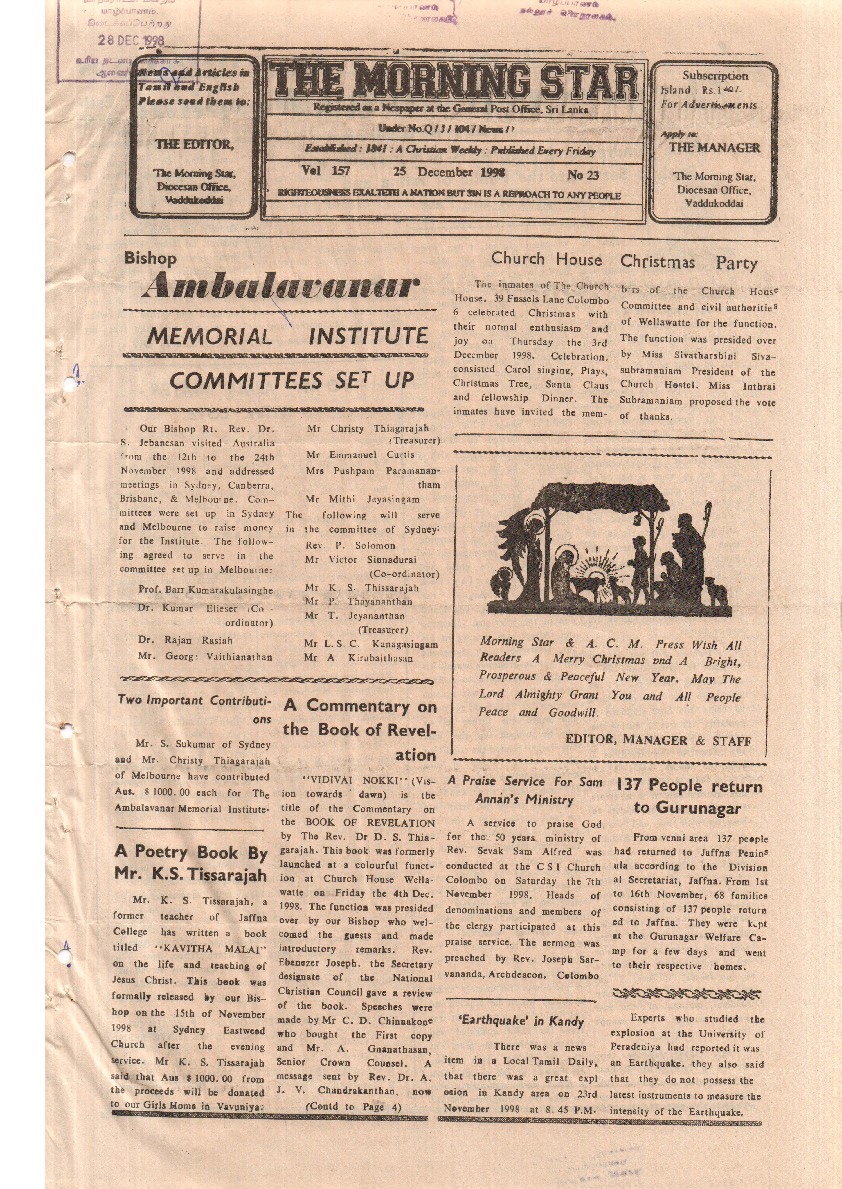 28 DEC 1998
News and Articles in
Tamil and English
Please send them to:
THE EDITOR,
The Morning Star,
Diocesan Office,
Vaddukoddai
THE MORNING STAR
Registered as a Nespaper at the General Post Office, Sri Lanka
Under No.Q / J / 104 / News /
Established : 1841 : A Christian Weekly : Published Every Friday
Vol 157 25 December 1998 No 23
RIGHTEOUSNESS EXALTETH A NATION BUT SIN IS A REPROACH TO ANY PEOPLE
Subscription
Island : Rs.
For Advertisements
Apply to:
THE MANAGER
The Morning Star,
Diocesan Office,
Vaddukoddai
Bishop
Ambalavanar
MEMORIAL INSTITUTE
COMMITTEES SET UP
Our Bishop Rt. Rev. Dr.
S. Jebanesan visited Australia
from the 12th to the 24th
November 1998 and addressed
meetings in Sydney, Canberra,
Brisbane, & Melbourne. Com-
mittees were set up in Sydney
and Melbourne to raise money
for the Institute. The follow-
ing agreed to serve in the
committee set up in Melbourne:
Prof. Barr Kumarakulasinghe
Dr. Kumar Elieser (Co-
ordinator)
Dr. Rajan Rasiah
Mr. Georg: Vaithianathan
Mr Christy Thiagarajah
(Treasurer)
Mr Emmanuel Curtis
Mrs Pushpam Paramanan-
tham
Mr Mithi Jeyasingam
The following will serve
in the committee of Sydney:
Rev. P. Solomon
Mr Victor Sinnadurai
(Co-ordinator)
Mr K. S. Thissarajah
Mr P. Thayananthan
Mr T. Jeyananthan
(Treasurer)
Mr L.S.C. Kanagasingam
Mr A Kirubaithasan
Church House Christmas Party
The inmates of The Church
House, 39 Fussels Lane Colombo
6 celebrated Christmas with
their normal enthusiasm and
joy on Thursday the 3rd
December 1998. Celebration,
consisted Carol singing, Plays,
Christmas Tree, Santa Claus
and fellowship Dinner. The
inmates have invited the mem-
bers of the Church House
Committee and civil authorities
of Wellawatte for the function.
The function was presided over
by Miss Sivatharshini Siva-
subramaniam President of the
Church Hostel. Miss Inthrai
Subramaniam proposed the vote
of thanks.
Morning Star & A. C. M. Press Wish All
Readers A Merry Christmas vnd A Bright,
Prosperous & Peaceful New Year. May The
Lord Almighty Grant You and All People
Peace and Goodwill.
EDITOR, MANAGER & STAFF
Two Important Contributi-
ons
Mr. S. Sukumar of Sydney
and Mr. Christy Thiagarajah
of Melbourne have contributed
Aus. $ 1000. 00 each for The
Ambalavanar Memorial Institute.
A Poetry Book By
Mr. K.S. Tissarajah
Mr. K. S. Tissarajah, a
former teacher of Jaffna
College has written a book
titled "KAVITHA MALAI"
on the life and teaching of
Jesus Christ. This book was
formally released by our Bis-
hop on the 15th of November
1998 at Sydney Eastwood
Church after the evening
service. Mr K. S. Tissarajah
said that Aus $ 1000. 00 from
the proceeds will be donated
to our Girls Home in Vavuniya.
A Commentary on
the Book of Revel-
ation
"VIDIVAI NOKKI" (Vis-
ion towards dawn) is the
title of the Commentary on
the BOOK OF REVELATION
by The Rev. Dr D. S. Thia-
garajah. This book was formerly
launched at a colourful funct-
ion at Church House Wella-
watte on Friday the 4th Dec.
1998. The function was presided
over by our Bishop who wel-
comed the guests and made
introductory remarks. Rev.
Ebenezer Joseph, the Secretary
designate of the National
Christian Council gave a review
of the book. Speeches were
made by Mr C. D. Chinnakone
who bought the First copy
and Mr. A. Gnanathasan,
Senior Crown Counsel. A
message sent by Rev. Dr. A.
J. V. Chandrakanthan, now
(Contd to Page 4)
A Praise Service For Sam
Annan's Ministry
A service to praise God
for the 50 years ministry of
Rev. Sevak Sam Alfred was
conducted at the C S I Church
Colombo on Saturday the 7th
November 1998. Heads of
denominations and members of
the clergy participated at this
praise service. The sermon was
preached by Rev. Joseph Sar-
vananda, Archdeacon, Colombo
'Earthquake' in Kandy
There was a news
item in a Local Tamil Daily,
that there was a great expl
osion in Kandy area on 23rd
November 1998 at 8. 45 P.M.
137 People return
to Gurunagar
From venni area 137 people
had returned to Jaffna Penins
ula according to the Division
al Secretariat, Jaffna. From 1st
to 16th November, 68 families
consisting of 137 people return
ed to Jaffna. They were kept
at the Gurunagar Welfare Ca-
mp for a few days and went
to their respective homes.
Experts who studied the
explosion at the University of
Peradeniya had reported it was
an Earthquake. they also said
that they do not possess the
latest instruments to measure the
intensity of the Earthquake.